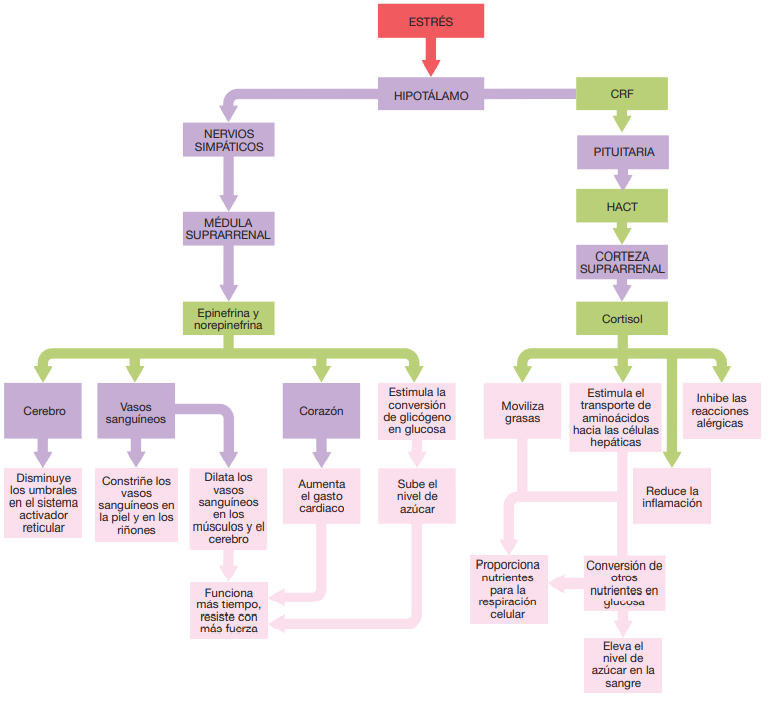 ESTRÉS
HIPOTÁLAMO
CRF
NERVIOS
SIMPÁTICOS
PITUITARIA
MÉDULA
SUPRARRENAL
HACT
CORTEZA
SUPRARRENAL
Epinefrina y
norepinefrina
Cortisol
Cerebro
Vasos
sanguíneos
Corazón
Estimula la
conversión
de glicógeno
en glucosa
Moviliza
grasas
Estimula el
transporte de
aminoácidos
hacia las células
hepáticas
Inhibe las
reacciones
alérgicas
Disminuye
los umbrales
en el sistema
activador
reticular
Constriñe los
vasos
sanguíneos en
la piel y en los
riñones
Dilata los
vasos
sanguíneos
en los
músculos y el
cerebro
Aumenta
el gasto
cardiaco
Sube el
nivel de
azúcar
Reduce la
inflamación
Funciona
más tiempo,
resiste con
más fuerza
Proporciona
nutrientes
para la
respiración
celular
Conversión de
otros
nutrientes en
glucosa
Eleva el
nivel de
azúcar en la
sangre